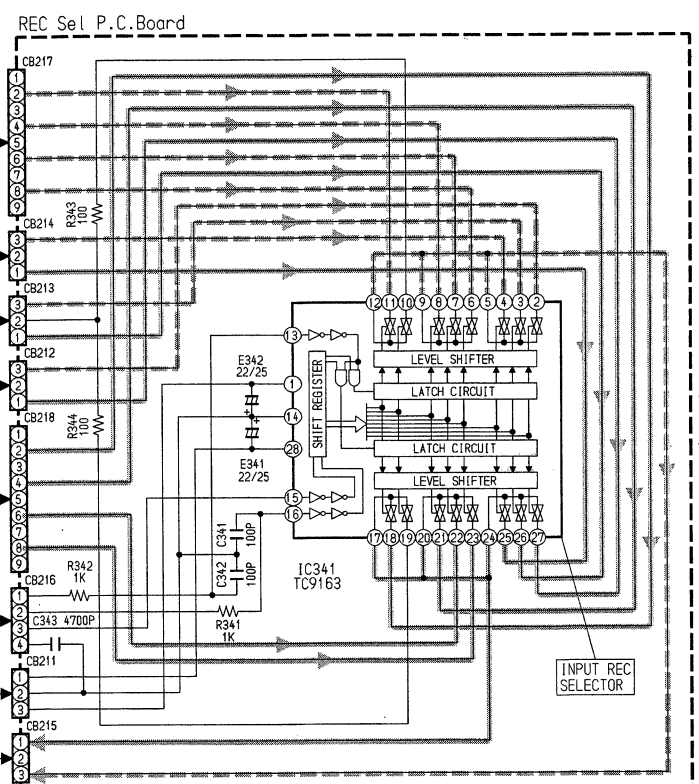 REC Sel P.C.Board
CB217
1
2
3
4
5
6
7
8
9
R343
100
CB214
3
2
1
CB213
3
2
1
CB212
3
2
1
CB218
1
2
3
4
5
6
7
8
9
R344
100
CB216
1
2
3
4
R342
1K
C343 4700P
R341
1K
CB211
1
2
3
CB215
1
2
3
E342
22/25
+
+
E341
22/25
C341
100P
C342
100P
12 11 10 9 8 7 6 5 4 3 2
13
1
14
28
15
16
SHIFT REGISTER
LEVEL SHIFTER
LATCH CIRCUIT
LATCH CIRCUIT
LEVEL SHIFTER
17 18 19 20 21 22 23 24 25 26 27
IC341
TC9163
INPUT REC
SELECTOR